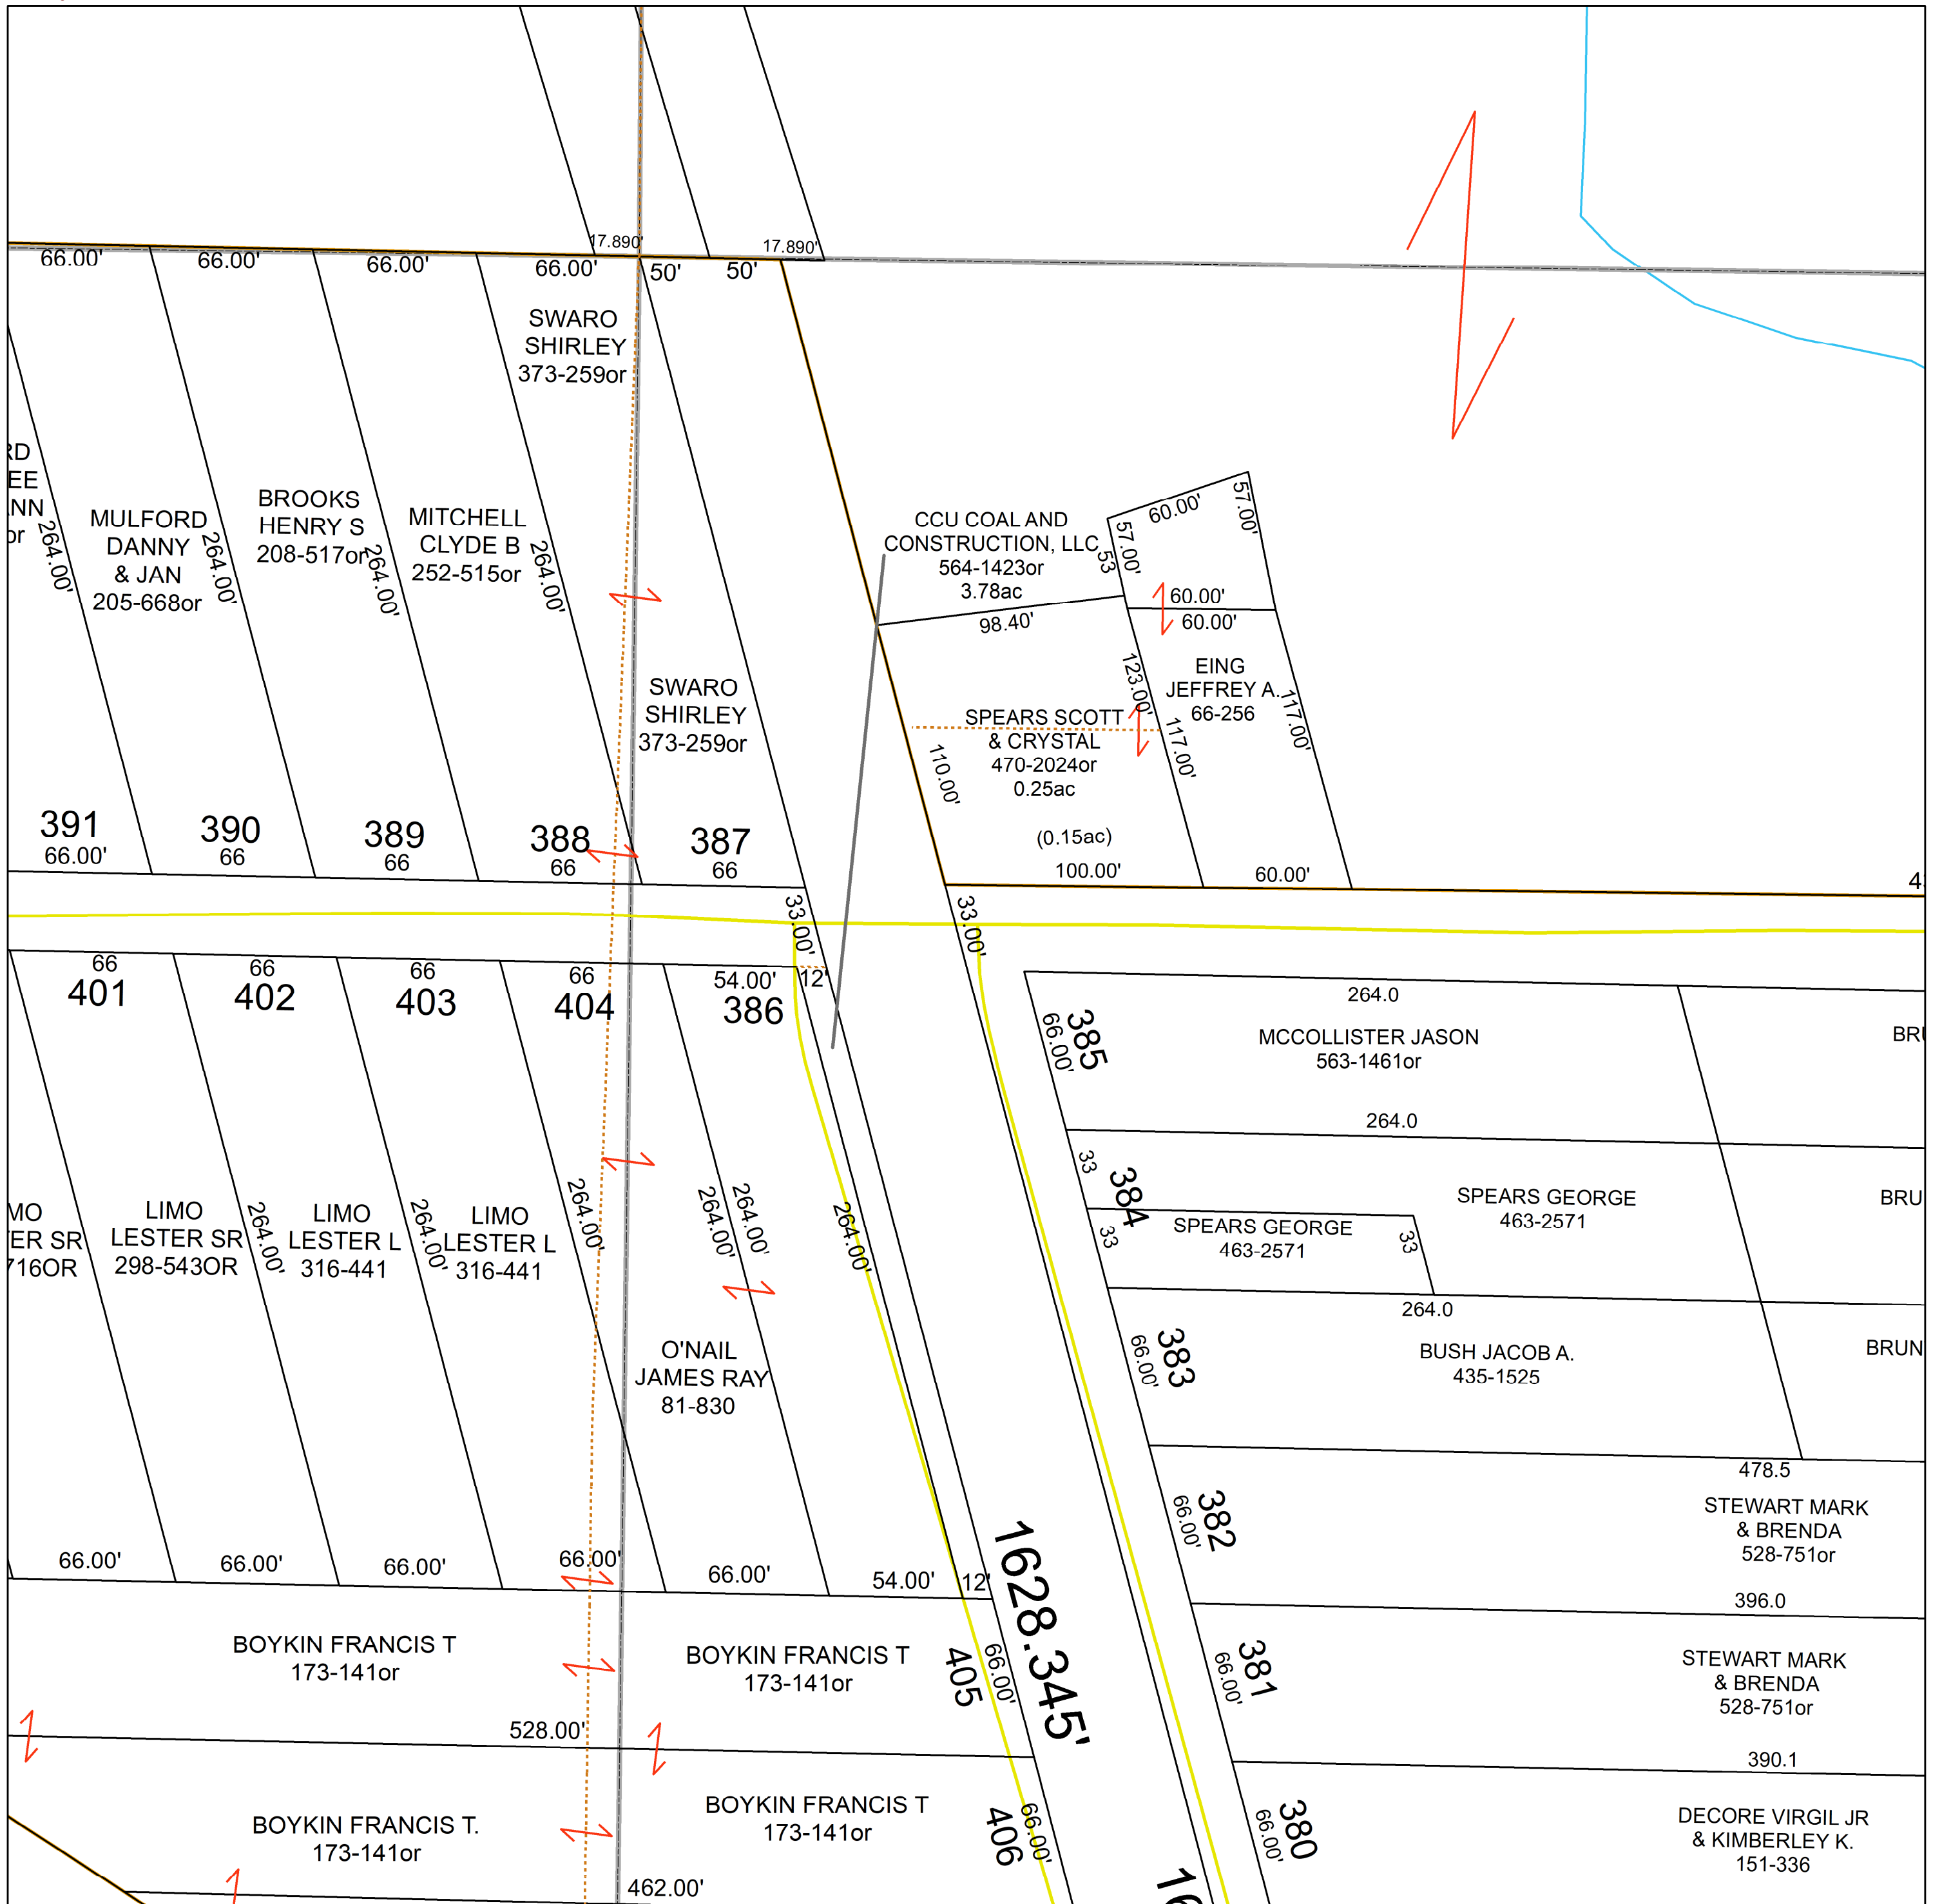 17.890'
17.890'
66.00'
66.00'
66.00'
66.00'
50'
50'
SWARO
SHIRLEY
373-259or
RD
EE
NN
or
264.00'
MULFORD
DANNY
& JAN
205-668or
264.00'
BROOKS
HENRY S
208-517or
264.00'
MITCHELL
CLYDE B
252-515or
264.00'
SWARO
SHIRLEY
373-259or
CCU COAL AND
CONSTRUCTION, LLC
564-1423or
3.78ac
53
57.00'
60.00'
57.00'
60.00'
60.00'
98.40'
EING
JEFFREY A.
66-256
123.00'
117.00'
117.00'
SPEARS SCOTT
& CRYSTAL
470-2024or
0.25ac
110.00'
(0.15ac)
100.00'
60.00'
391
66.00'
390
66
389
66
388
66
387
66
33.00'
33.00'
66
401
66
402
66
403
66
404
54.00'
12'
386
264.0
385
66.00'
MCCOLLISTER JASON
563-1461or
BRU
264.0
33
384
33
SPEARS GEORGE
463-2571
SPEARS GEORGE
463-2571
33
BRU
MO
ER SR
716OR
LIMO
LESTER SR
298-543OR
264.00'
LIMO
LESTER L
316-441
264.00'
LIMO
LESTER L
316-441
264.00'
264.00'
264.00'
264.00'
O'NAIL
JAMES RAY
81-830
264.0
383
66.00'
BUSH JACOB A.
435-1525
BRUN
478.5
382
66.00'
STEWART MARK
& BRENDA
528-751or
396.0
66.00'
66.00'
66.00'
66.00'
66.00'
54.00'
12'
1628.345'
BOYKIN FRANCIS T
173-141or
BOYKIN FRANCIS T
173-141or
405
66.00'
381
66.00'
STEWART MARK
& BRENDA
528-751or
390.1
528.00'
BOYKIN FRANCIS T.
173-141or
BOYKIN FRANCIS T
173-141or
406
66.00'
380
66.00'
DECORE VIRGIL JR
& KIMBERLEY K.
151-336
462.00'
16